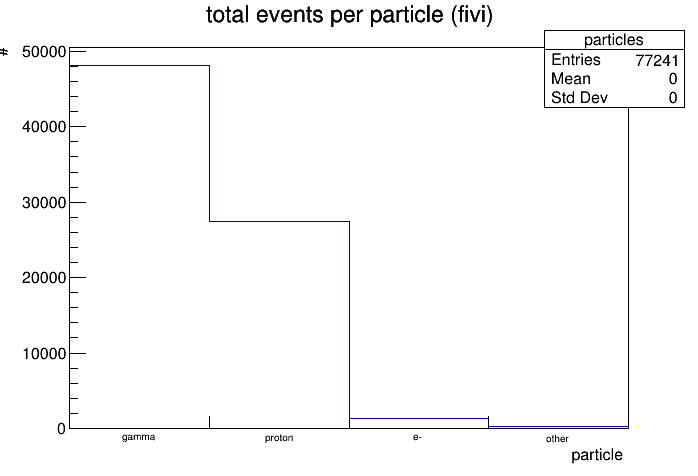 total events per particle (fivi)
particles
Entries 77241
Mean 0
Std Dev 0
#
50000
40000
30000
20000
10000
0
gamma proton e- other
particle